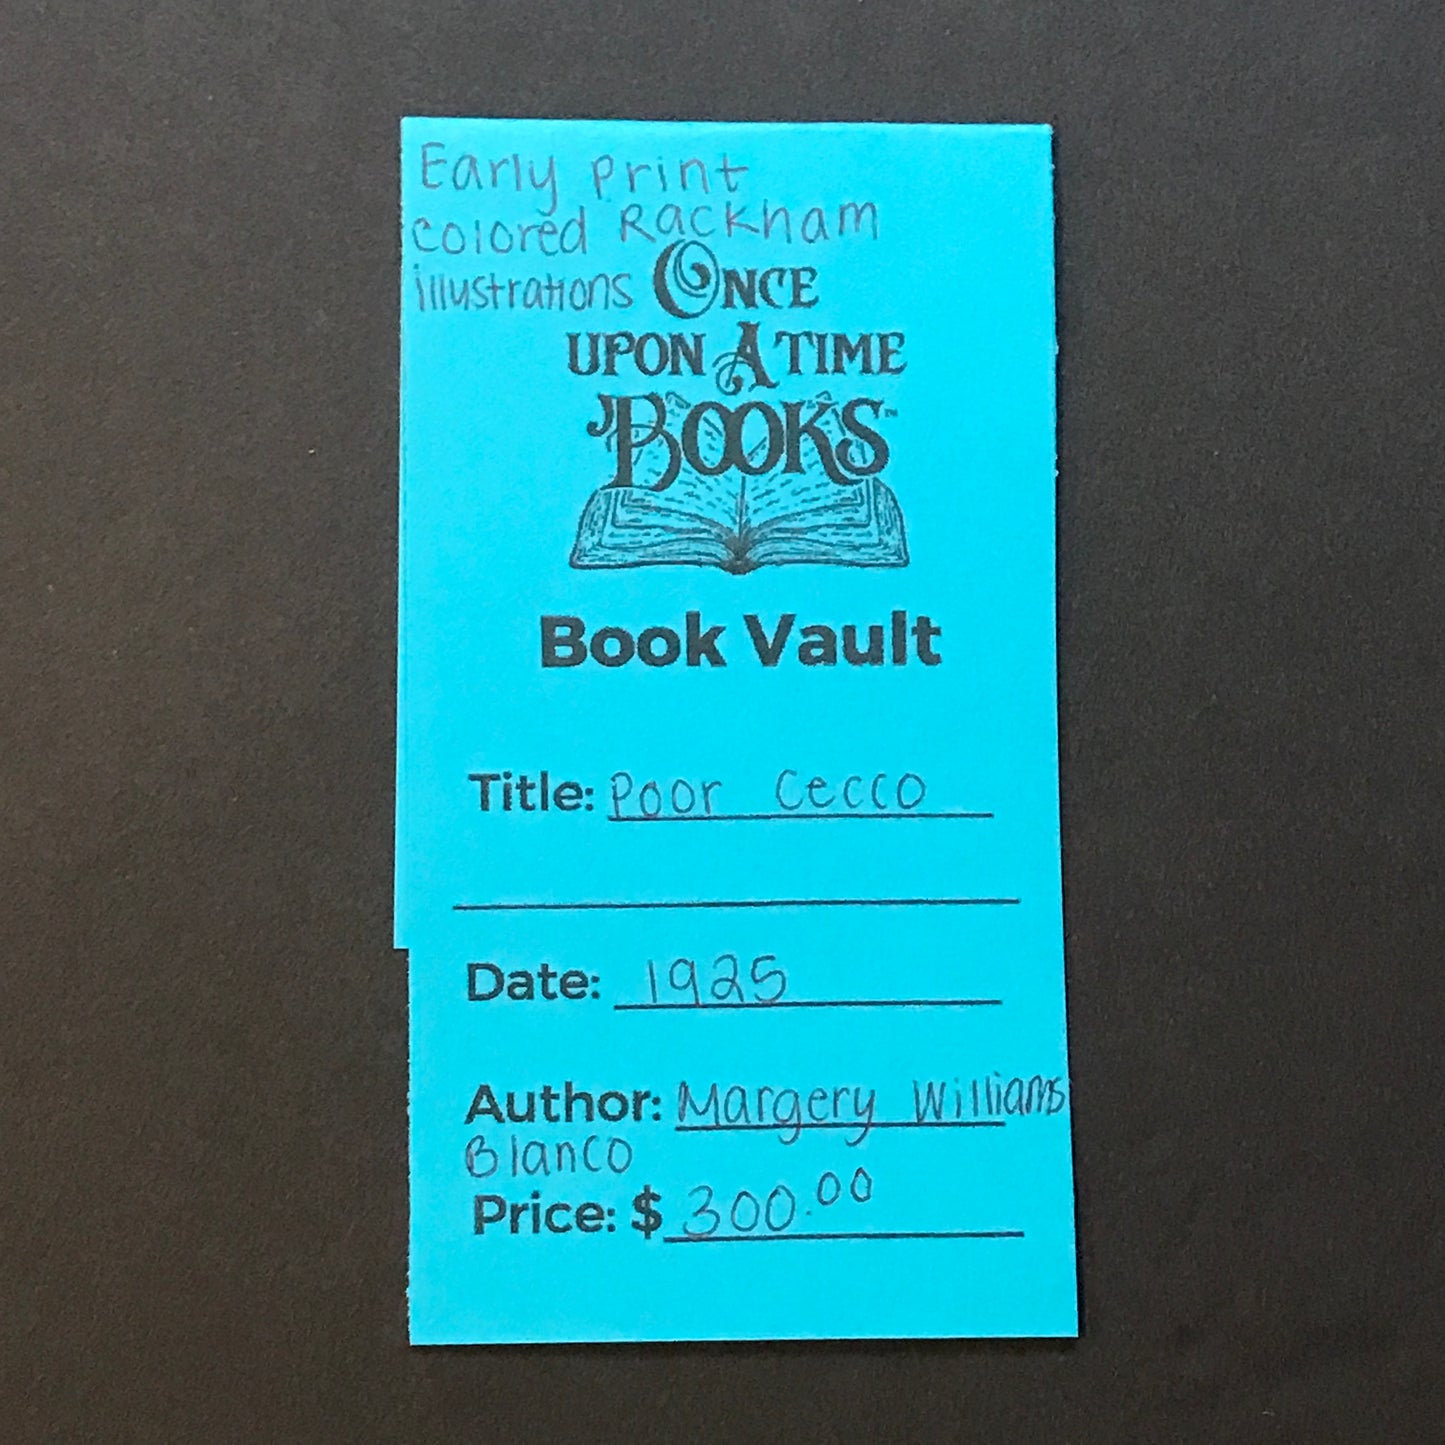 Early print
colored Rackham
illustrations
ONCE
UPON A TIME
BOOKS™
Book Vault
Title: Poor Cecco
Date: 1925
Author: Margery Williams
Blanco
Price: $ 300.00